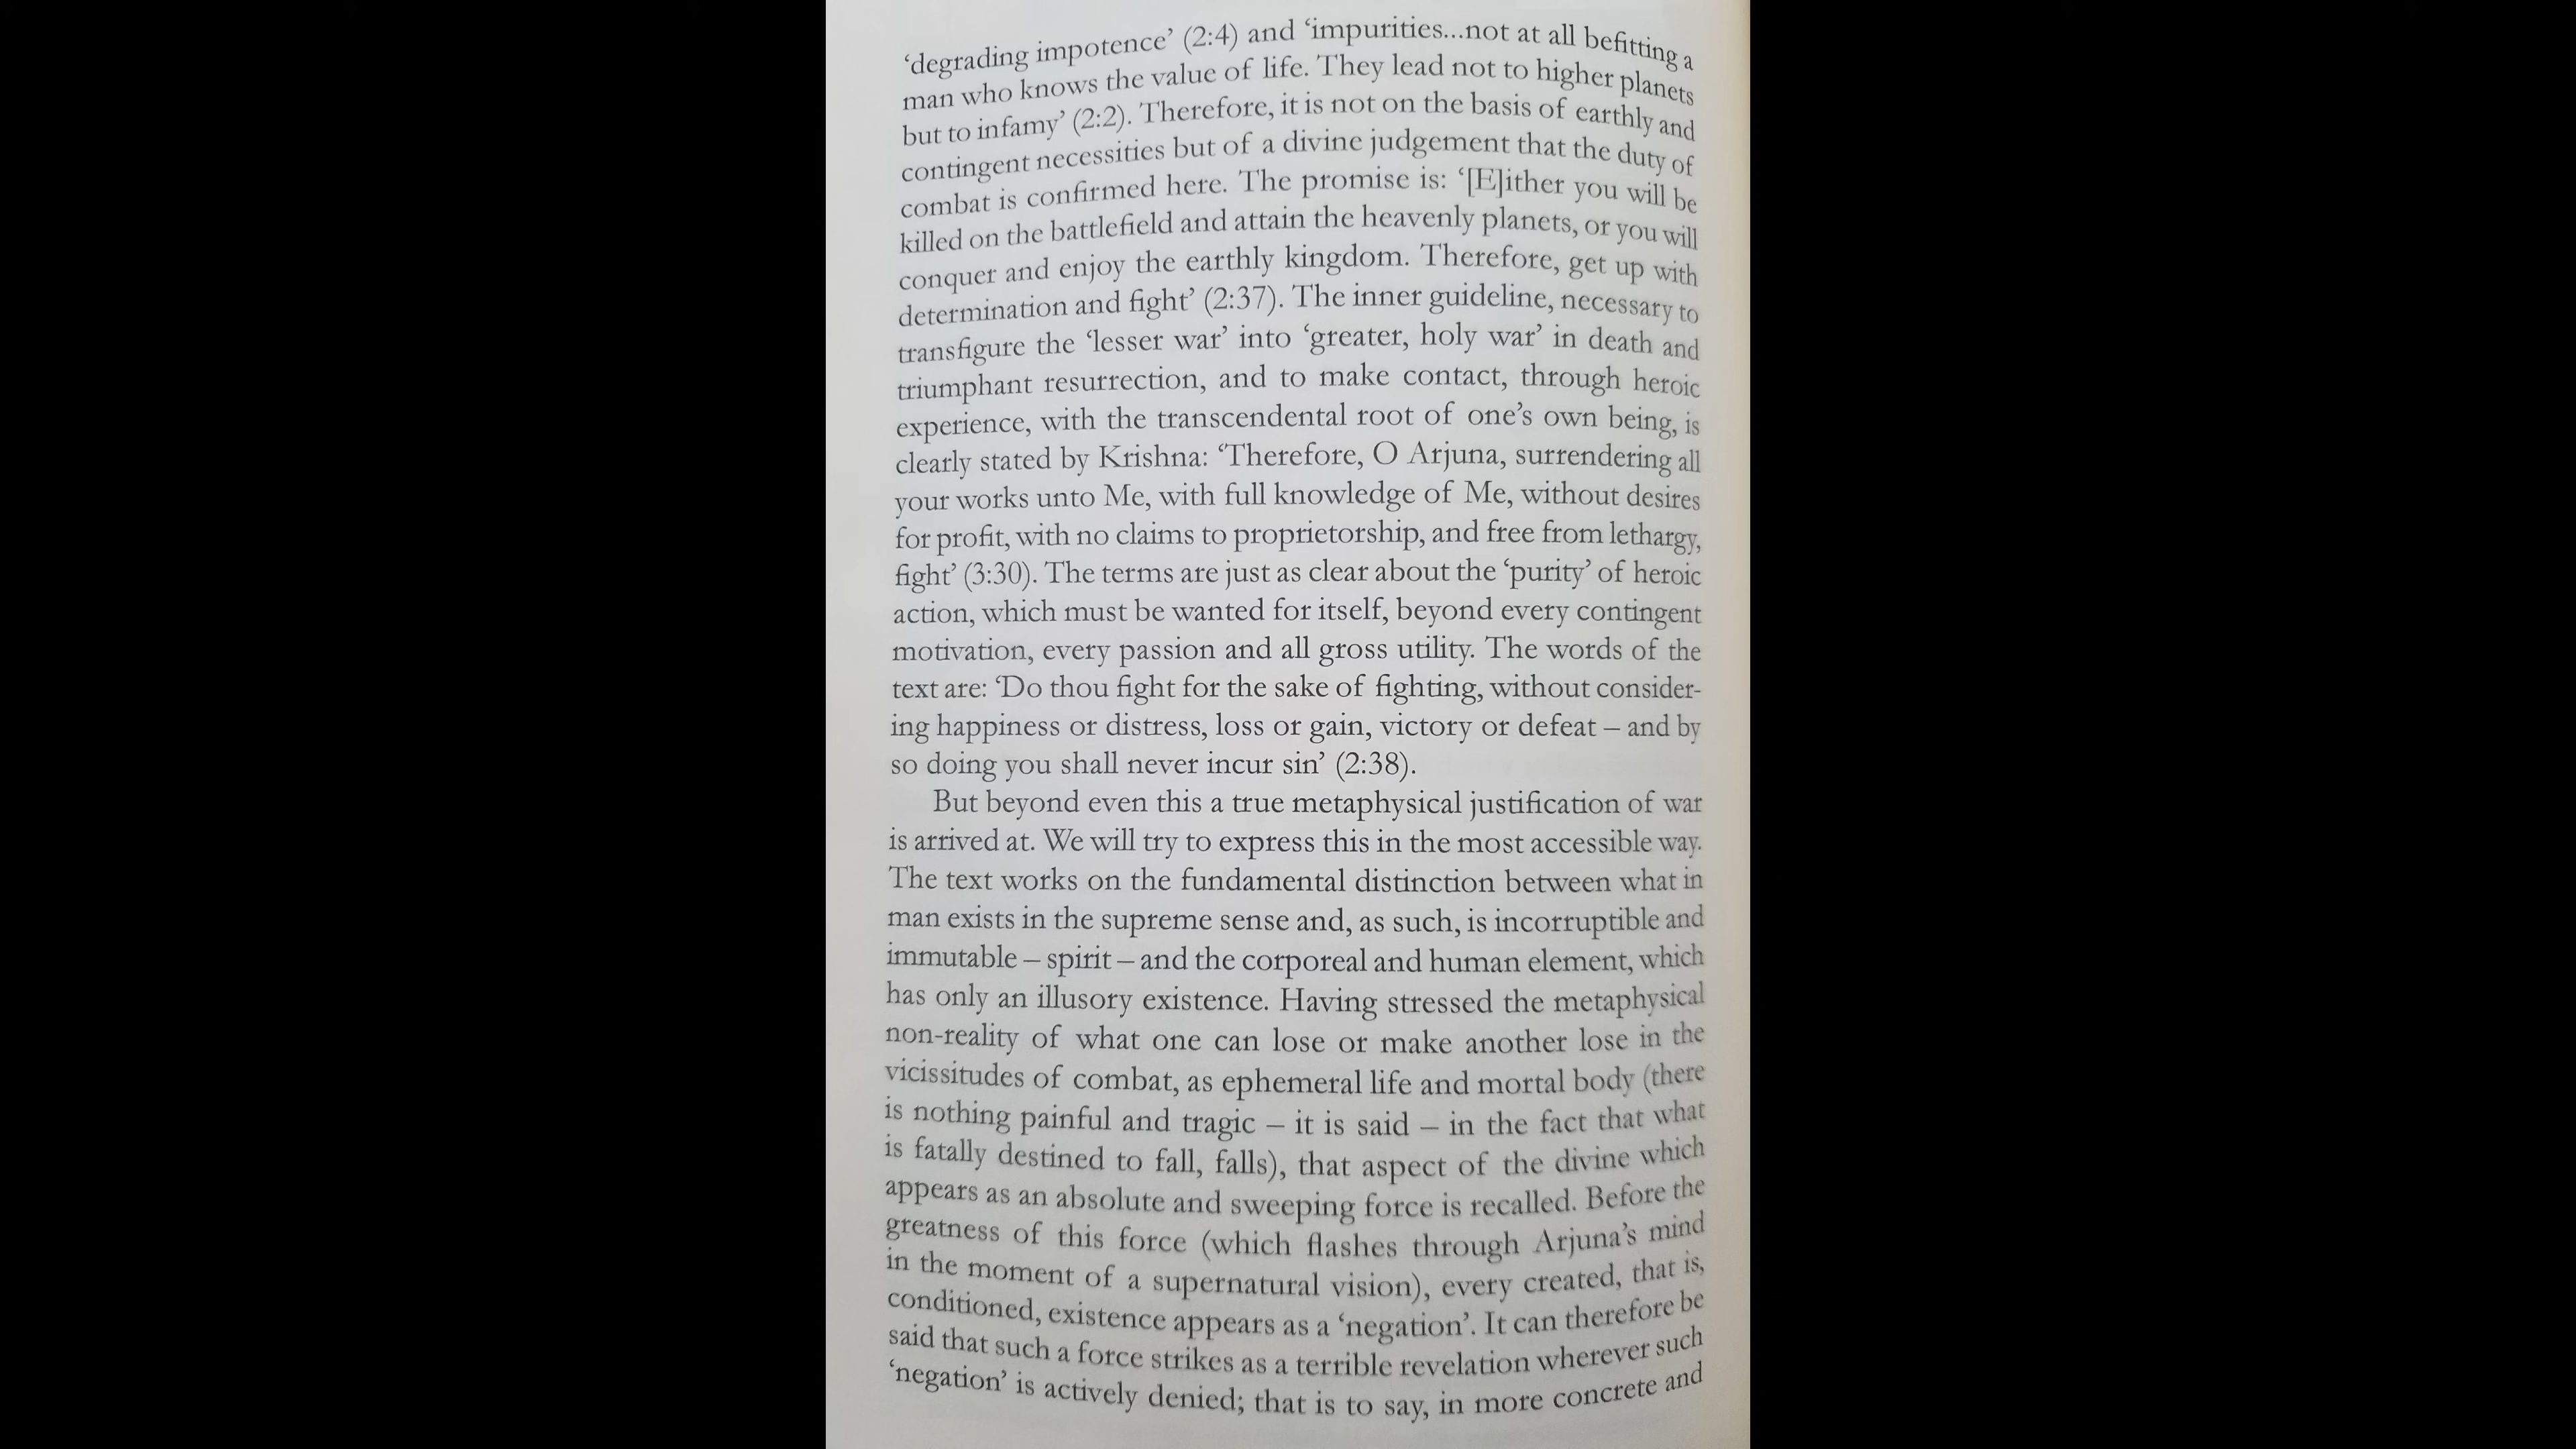 ‘degrading impotence’ (2:4) and ‘impurities...not at all befitting a
man who knows the value of life. They lead not to higher planets
but to infamy’ (2:2). Therefore, it is not on the basis of earthly and
contingent necessities but of a divine judgement that the duty of
combat is confirmed here. The promise is: ‘[E]ither you will be
killed on the battlefield and attain the heavenly planets, or you will
conquer and enjoy the earthly kingdom. Therefore, get up with
determination and fight’ (2:37). The inner guideline, necessary to
transfigure the ‘lesser war’ into ‘greater, holy war’ in death and
triumphant resurrection, and to make contact, through heroic
experience, with the transcendental root of one’s own being, is
clearly stated by Krishna: ‘Therefore, O Arjuna, surrendering all
your works unto Me, with full knowledge of Me, without desires
for profit, with no claims to proprietorship, and free from lethargy,
fight’ (3:30). The terms are just as clear about the ‘purity’ of heroic
action, which must be wanted for itself, beyond every contingent
motivation, every passion and all gross utility. The words of the
text are: ‘Do thou fight for the sake of fighting, without consider-
ing happiness or distress, loss or gain, victory or defeat – and by
so doing you shall never incur sin’ (2:38).
But beyond even this a true metaphysical justification of war
is arrived at. We will try to express this in the most accessible way.
The text works on the fundamental distinction between what in
man exists in the supreme sense and, as such, is incorruptible and
immutable – spirit – and the corporeal and human element, which
has only an illusory existence. Having stressed the metaphysical
non-reality of what one can lose or make another lose in the
vicissitudes of combat, as ephemeral life and mortal body (there
is nothing painful and tragic – it is said – in the fact that what
is fatally destined to fall, falls), that aspect of the divine which
appears as an absolute and sweeping force is recalled. Before the
greatness of this force (which flashes through Arjuna’s mind
in the moment of a supernatural vision), every created, that is,
conditioned, existence appears as a ‘negation’. It can therefore be
said that such a force strikes as a terrible revelation wherever such
‘negation’ is actively denied; that is to say, in more concrete and